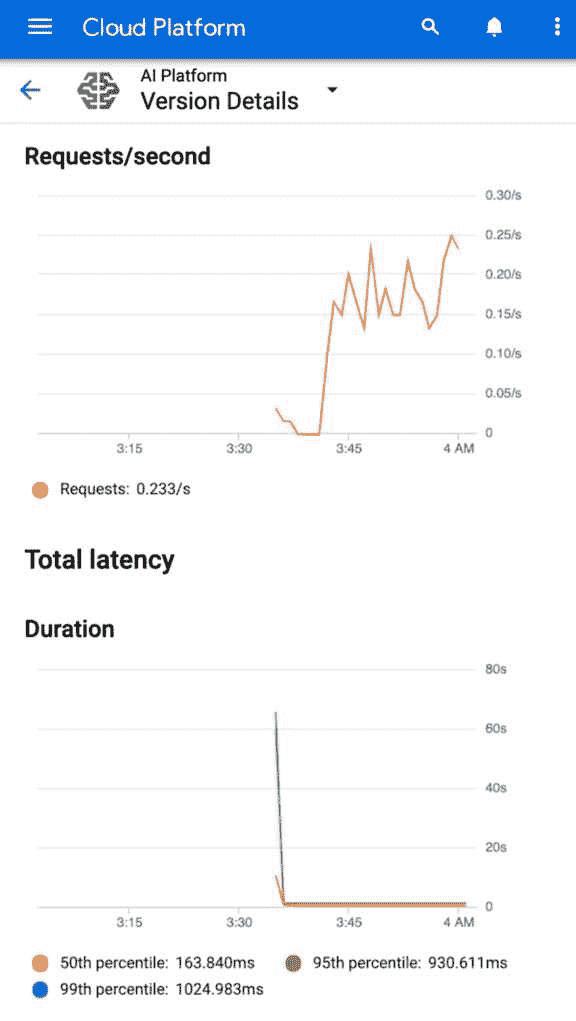 Cloud Platform
AI Platform
Version Details
Requests/second
0.30/s
0.25/s
0.20/s
0.15/s
0.10/s
0.05/s
0
3:15 3:30 3:45 4 AM
Requests: 0.233/s
Total latency
Duration
80s
60s
40s
20s
0
3:15 3:30 3:45 4 AM
50th percentile: 163.840ms 95th percentile: 930.611ms
99th percentile: 1024.983ms